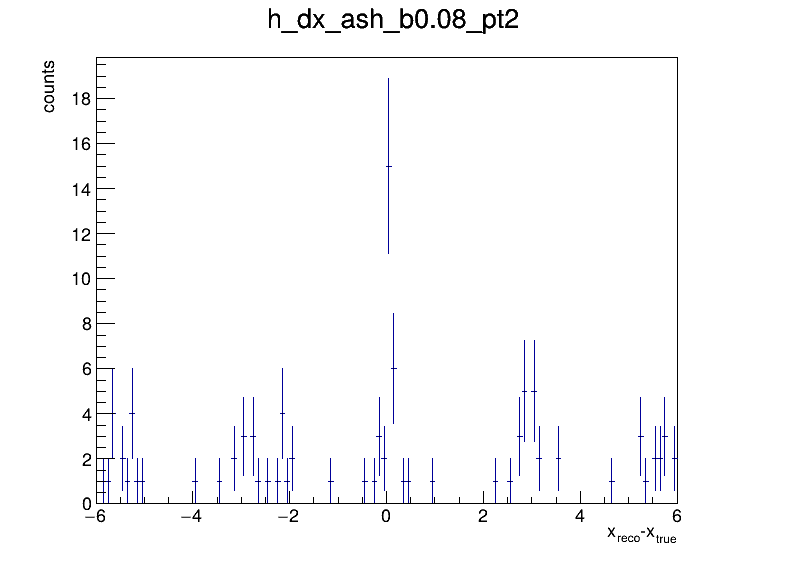 h_dx_ash_b0.08_pt2
counts
18
16
14
12
10
8
6
4
2
0
−6 −4 −2 0 2 4 6
x_reco-x_true